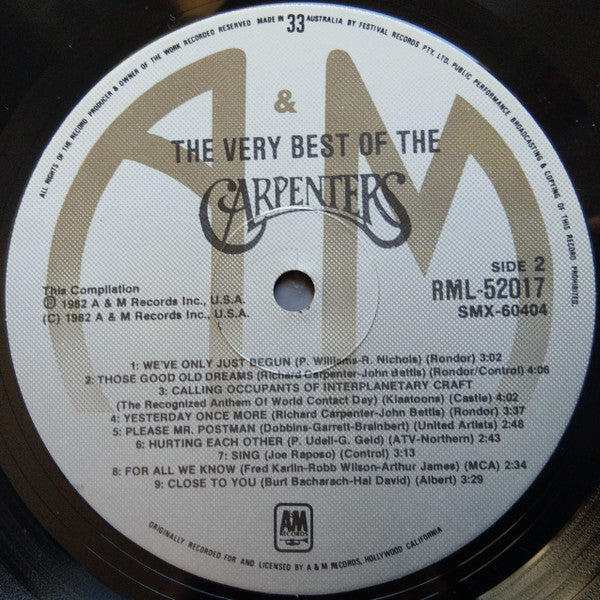 ALL RIGHTS OF THE RECORD PRODUCER & OWNER OF THE WORK RECORDED RESERVED MADE IN 33 AUSTRALIA BY FESTIVAL RECORDS PTY. LTD. PUBLIC PERFORMANCE BROADCASTING & COPYING OF THIS RECORD PROHIBITED
A & M
THE VERY BEST OF THE
CARPENTERS
SIDE 2
RML-52017
SMX-60404
This Compilation
Ⓟ 1982 A & M Records Inc., U.S.A.
(C) 1982 A & M Records Inc., U.S.A.
1: WE'VE ONLY JUST BEGUN (P. Williams-R. Nichols) (Rondor) 3:02
2: THOSE GOOD OLD DREAMS (Richard Carpenter-John Bettis) (Rondor/Control) 4:06
3: CALLING OCCUPANTS OF INTERPLANETARY CRAFT
(The Recognized Anthem Of World Contact Day) (Klaatoons) (Castle) 4:02
4: YESTERDAY ONCE MORE (Richard Carpenter-John Bettis) (Rondor) 3:37
5: PLEASE MR. POSTMAN (Dobbins-Garrett-Brainbert) (United Artists) 2:48
6: HURTING EACH OTHER (P. Udell-G. Geld) (ATV-Northern) 2:43
7: SING (Joe Raposo) (Control) 3:13
8: FOR ALL WE KNOW (Fred Karlin-Robb Wilson-Arthur James) (MCA) 2:34
9: CLOSE TO YOU (Burt Bacharach-Hal David) (Albert) 3:29
A&M
RECORDS
ORIGINALLY RECORDED FOR AND LICENSED BY A & M RECORDS, HOLLYWOOD CALIFORNIA